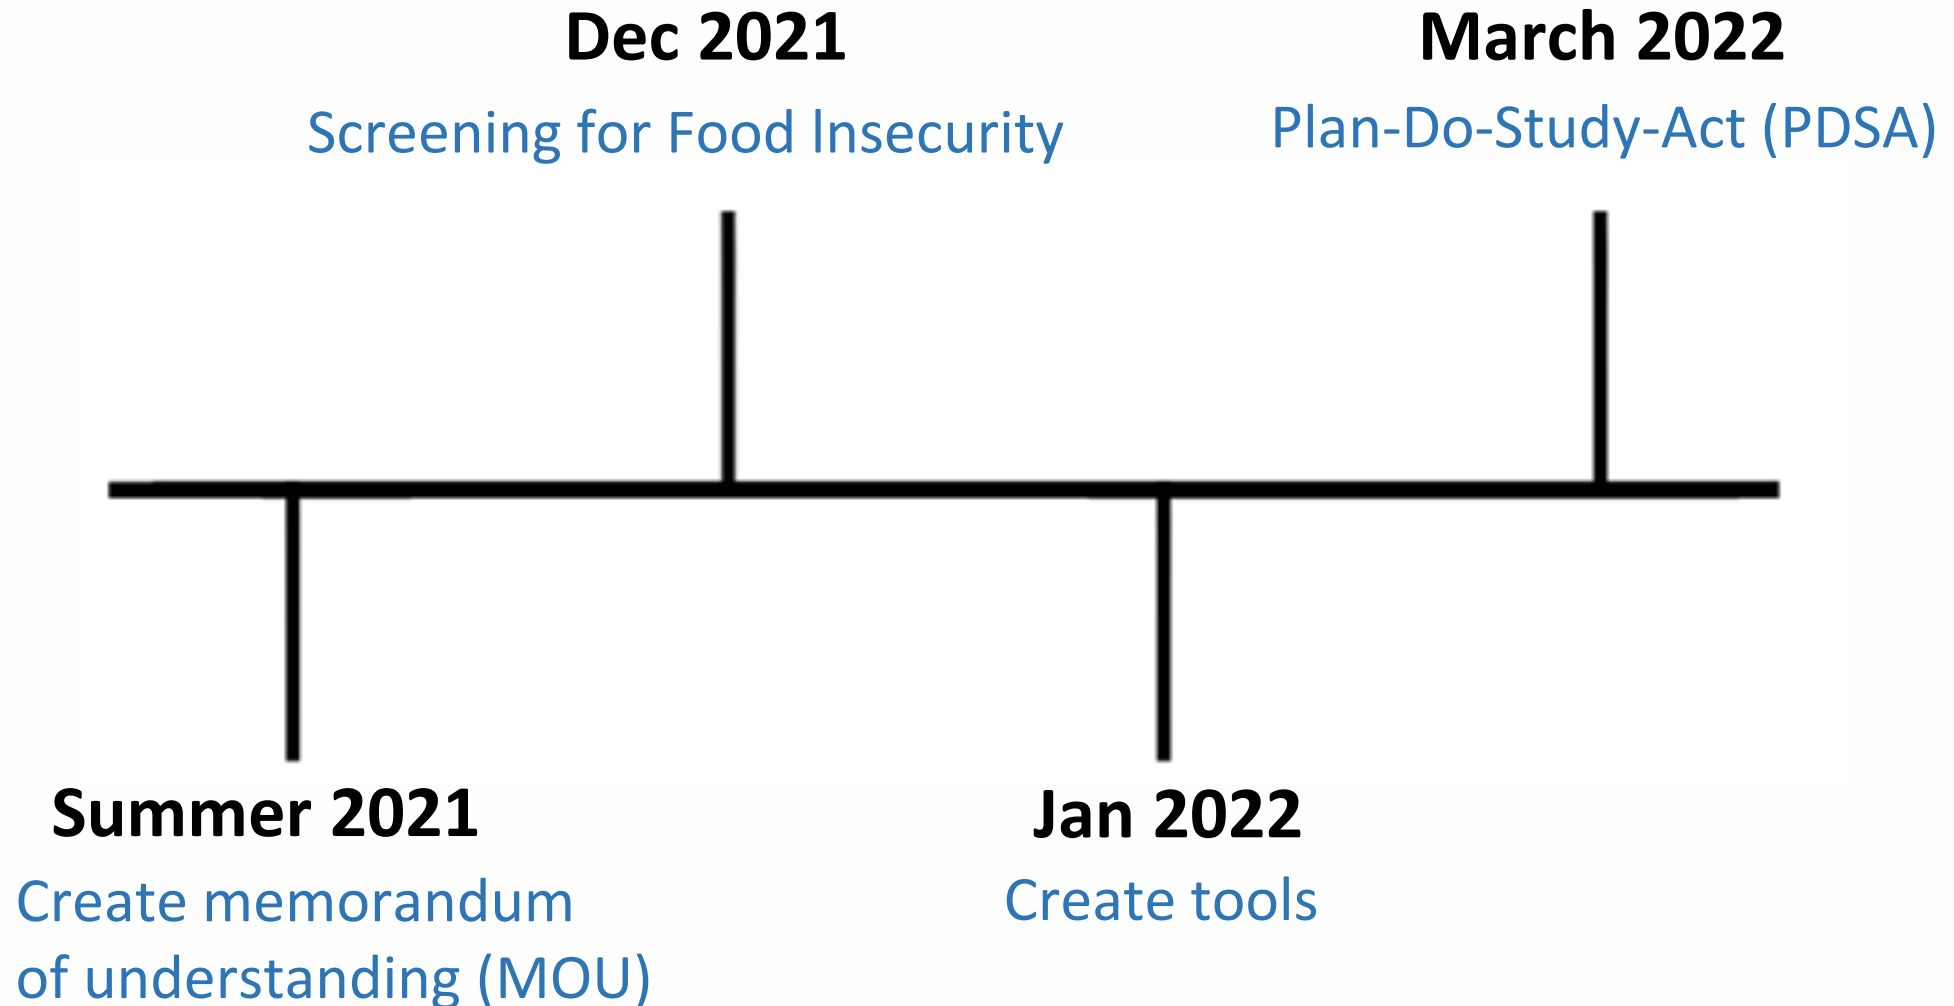 Dec 2021
Screening for Food Insecurity
March 2022
Plan-Do-Study-Act (PDSA)
Summer 2021
Create memorandum
of understanding (MOU)
Jan 2022
Create tools